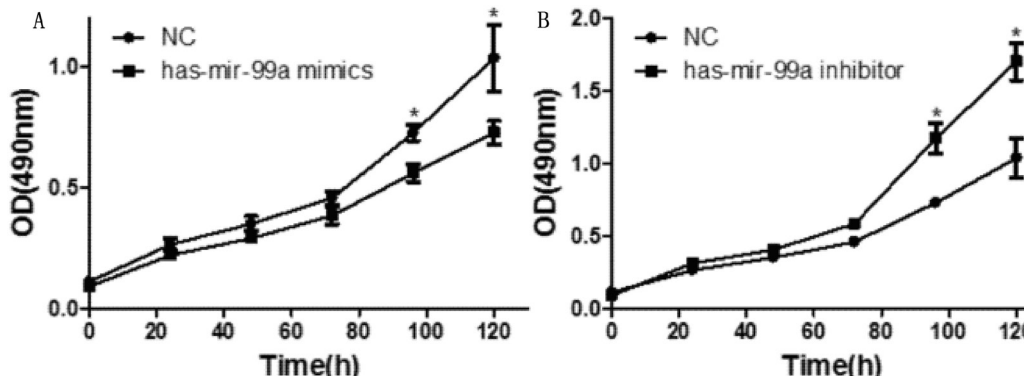 A
NC
has-mir-99a mimics
*
*
OD(490nm)
1.0
0.5
0.0
0 20 40 60 80 100 120
Time(h)
B
NC
has-mir-99a inhibitor
*
*
OD(490nm)
2.0
1.5
1.0
0.5
0.0
0 20 40 60 80 100 120
Time(h)